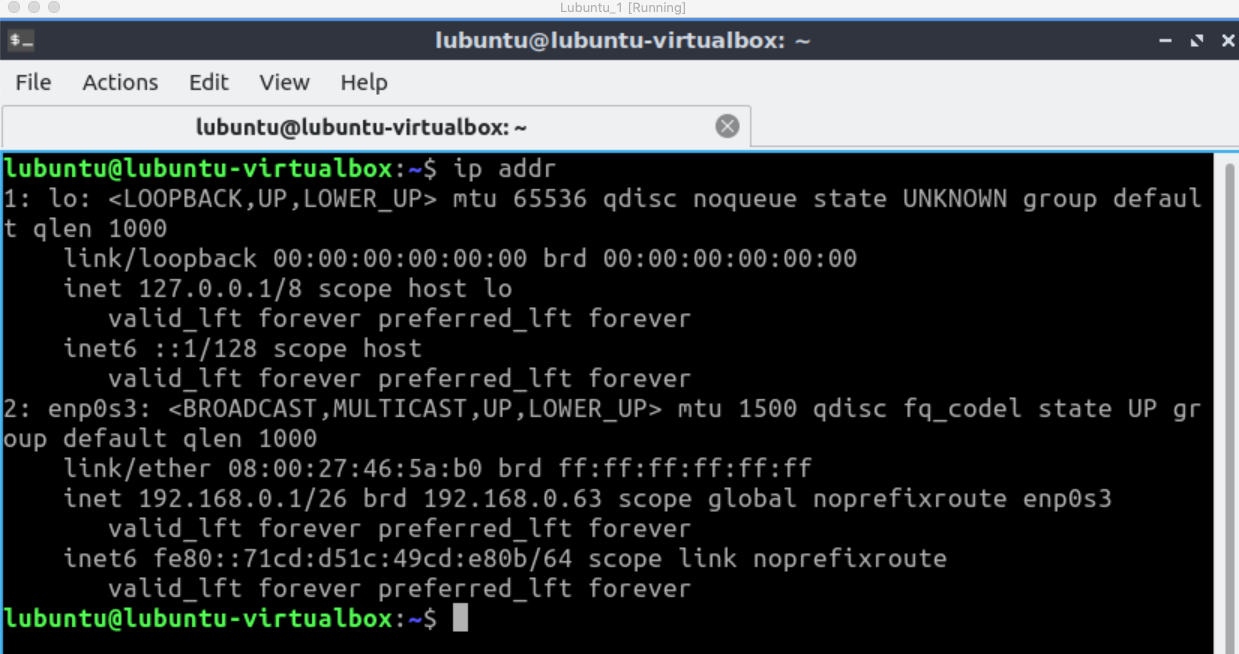 Lubuntu_1 [Running]
$_
lubuntu@lubuntu-virtualbox: ~
File Actions Edit View Help
lubuntu@lubuntu-virtualbox: ~
lubuntu@lubuntu-virtualbox:~$ ip addr
1: lo: <LOOPBACK,UP,LOWER_UP> mtu 65536 qdisc noqueue state UNKNOWN group defaul
t qlen 1000
    link/loopback 00:00:00:00:00:00 brd 00:00:00:00:00:00
    inet 127.0.0.1/8 scope host lo
       valid_lft forever preferred_lft forever
    inet6 ::1/128 scope host
       valid_lft forever preferred_lft forever
2: enp0s3: <BROADCAST,MULTICAST,UP,LOWER_UP> mtu 1500 qdisc fq_codel state UP gr
oup default qlen 1000
    link/ether 08:00:27:46:5a:b0 brd ff:ff:ff:ff:ff:ff
    inet 192.168.0.1/26 brd 192.168.0.63 scope global noprefixroute enp0s3
       valid_lft forever preferred_lft forever
    inet6 fe80::71cd:d51c:49cd:e80b/64 scope link noprefixroute
       valid_lft forever preferred_lft forever
lubuntu@lubuntu-virtualbox:~$